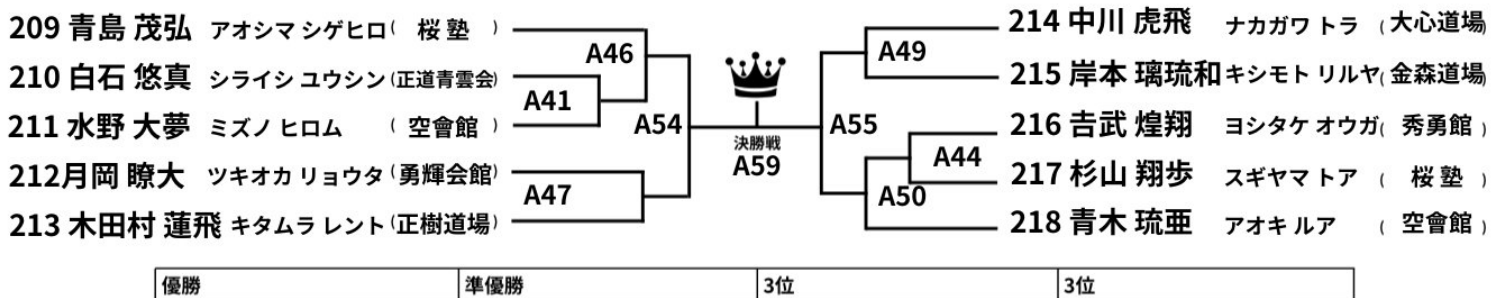 209 青島 茂弘 アオシマ シゲヒロ ( 桜 塾 )
210 白石 悠真 シライシ ユウシン (正道青雲会)
211 水野 大夢 ミズノ ヒロム ( 空會館 )
212月岡 瞭大 ツキオカ リョウタ (勇輝会館)
213 木田村 蓮飛 キタムラ レント (正樹道場)
A46
A41
A54
A47
決勝戦
A59
A49
A55
A44
A50
214 中川 虎飛 ナカガワ トラ (大心道場)
215 岸本 璃琉和 キシモト リルヤ (金森道場)
216 𠮷武 煌翔 ヨシタケ オウガ ( 秀勇館 )
217 杉山 翔歩 スギヤマ トア ( 桜 塾 )
218 青木 琉亜 アオキ ルア ( 空會館 )
優勝 準優勝 3位 3位